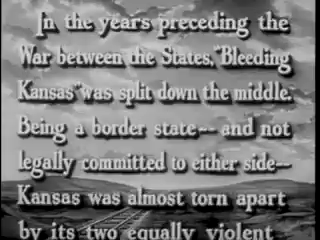 In the years preceding the
War between the States, "Bleeding
Kansas" was split down the middle.
Being a border state -- and not
legally committed to either side --
Kansas was almost torn apart
by its two equally violent